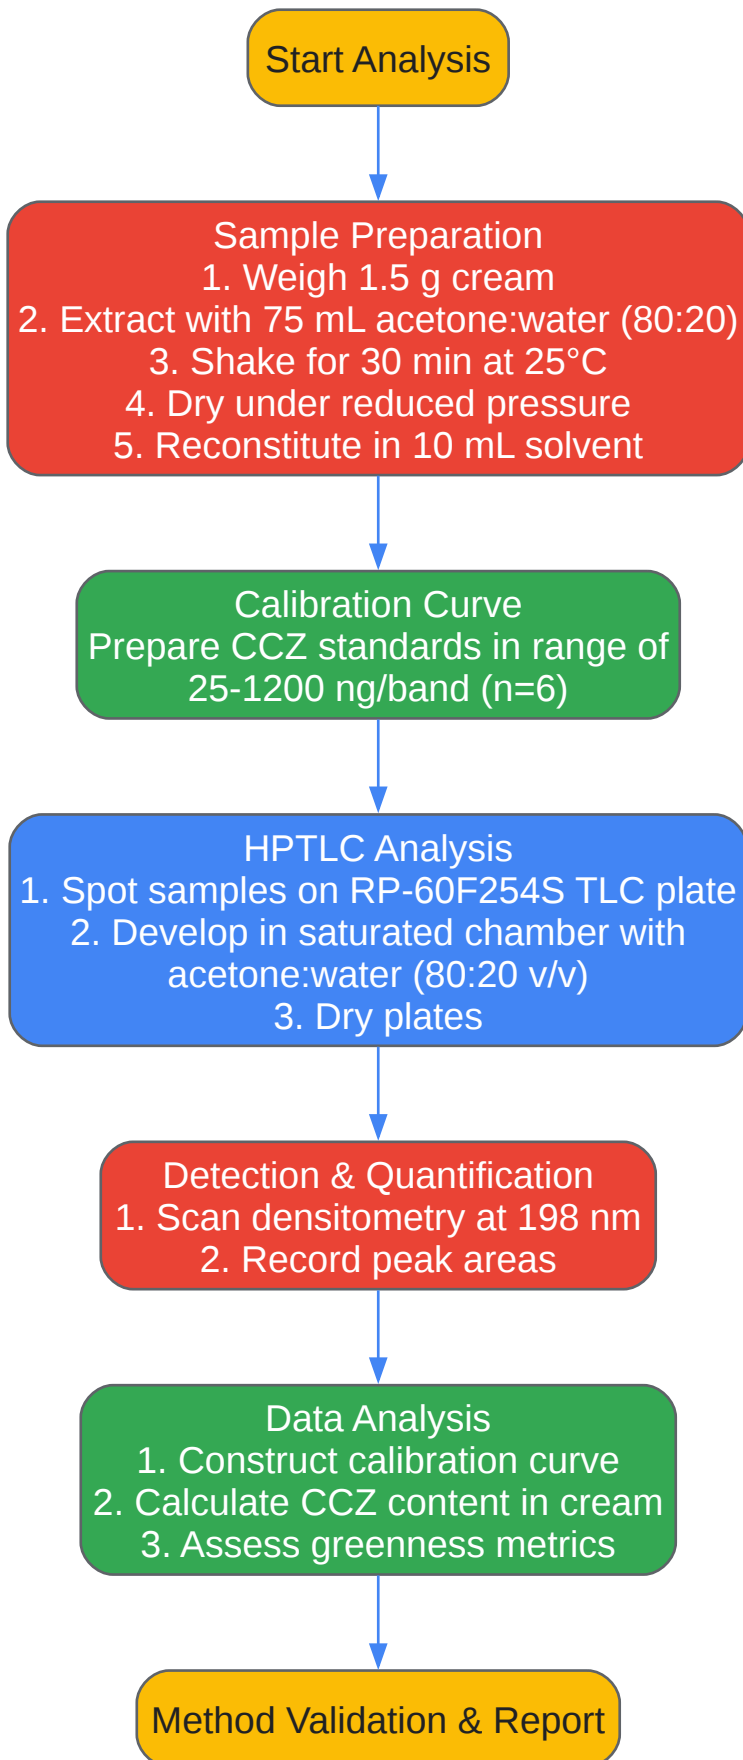 Start Analysis
Sample Preparation
1. Weigh 1.5 g cream
2. Extract with 75 mL acetone:water (80:20)
3. Shake for 30 min at 25°C
4. Dry under reduced pressure
5. Reconstitute in 10 mL solvent
Calibration Curve
Prepare CCZ standards in range of
25-1200 ng/band (n=6)
HPTLC Analysis
1. Spot samples on RP-60F254S TLC plate
2. Develop in saturated chamber with
acetone:water (80:20 v/v)
3. Dry plates
Detection & Quantification
1. Scan densitometry at 198 nm
2. Record peak areas
Data Analysis
1. Construct calibration curve
2. Calculate CCZ content in cream
3. Assess greenness metrics
Method Validation & Report